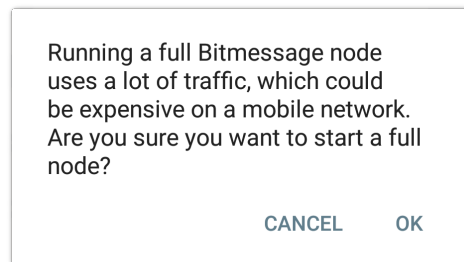 Running a full Bitmessage node
uses a lot of traffic, which could
be expensive on a mobile network.
Are you sure you want to start a full
node?
CANCEL OK